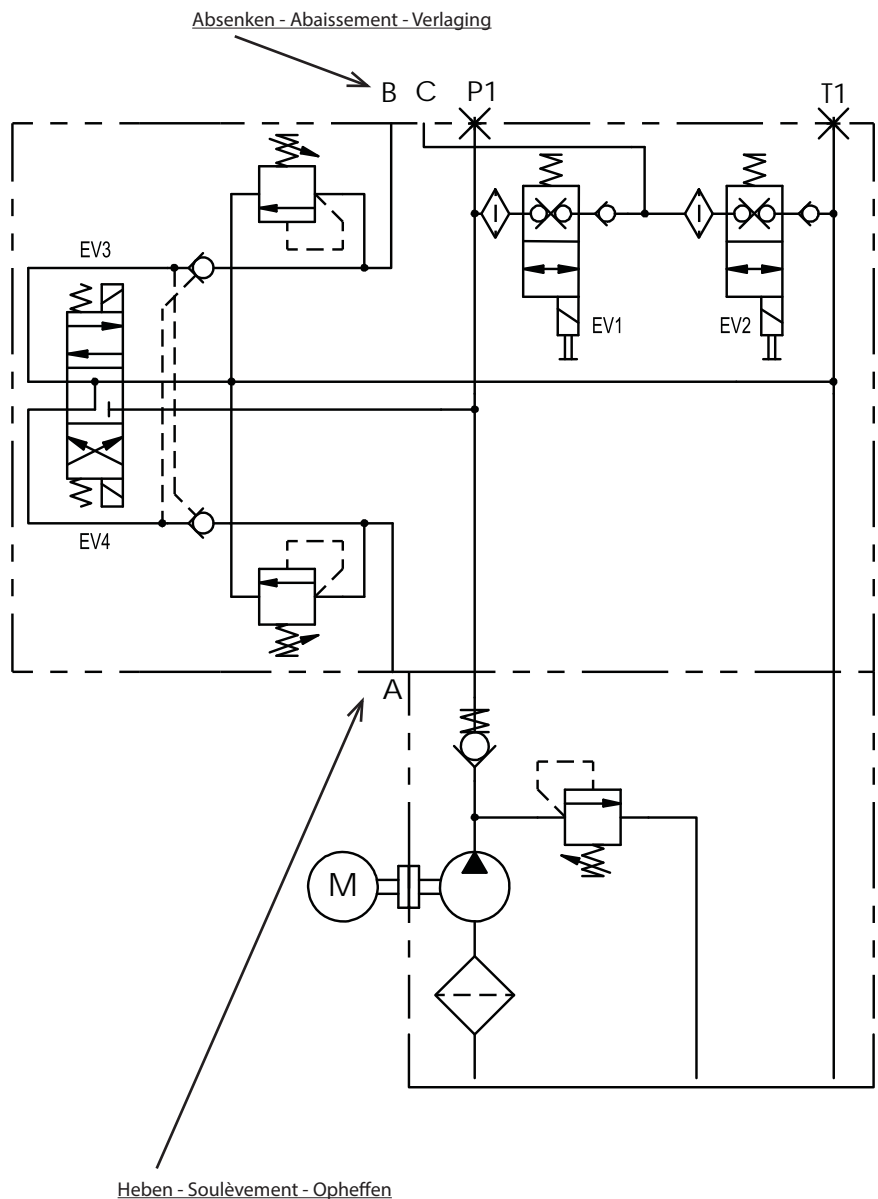 Absenken - Abaissement - Verlaging
B C P1 T1
EV3
EV1 EV2
EV4
A
M
Heben - Soulèvement - Opheffen